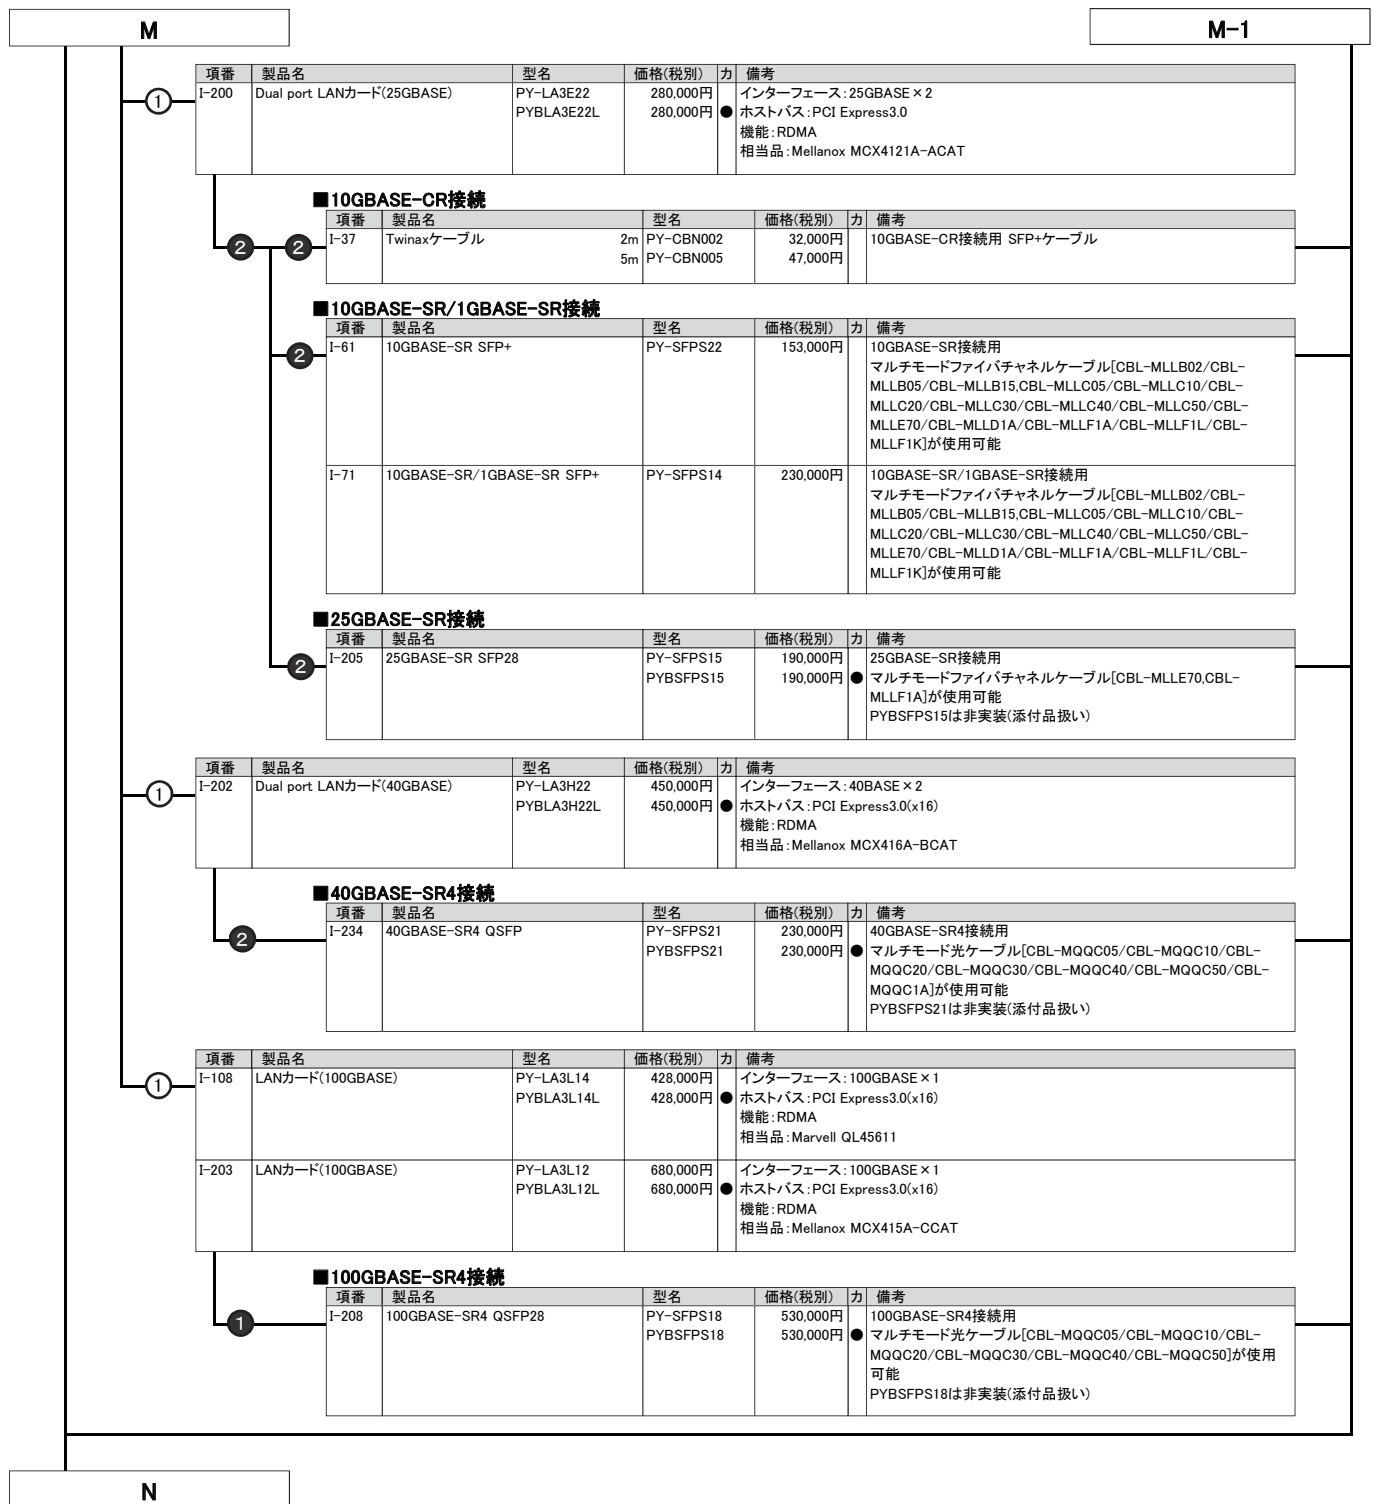 M
M-1
項番 製品名 型名 価格(税別) カ 備考
① I-200 Dual port LANカード(25GBASE) PY-LA3E22 280,000円 インターフェース:25GBASE×2
PYBLA3E22L 280,000円 ● ホストバス:PCI Express3.0
機能:RDMA
相当品:Mellanox MCX4121A-ACAT
■10GBASE-CR接続
項番 製品名 型名 価格(税別) カ 備考
2 2 I-37 Twinaxケーブル 2m PY-CBN002 32,000円 10GBASE-CR接続用 SFP+ケーブル
5m PY-CBN005 47,000円
■10GBASE-SR/1GBASE-SR接続
項番 製品名 型名 価格(税別) カ 備考
2 I-61 10GBASE-SR SFP+ PY-SFPS22 153,000円 10GBASE-SR接続用
マルチモードファイバチャネルケーブル[CBL-MLLB02/CBL-
MLLB05/CBL-MLLB15,CBL-MLLC05/CBL-MLLC10/CBL-
MLLC20/CBL-MLLC30/CBL-MLLC40/CBL-MLLC50/CBL-
MLLE70/CBL-MLLD1A/CBL-MLLF1A/CBL-MLLF1L/CBL-
MLLF1K]が使用可能
I-71 10GBASE-SR/1GBASE-SR SFP+ PY-SFPS14 230,000円 10GBASE-SR/1GBASE-SR接続用
マルチモードファイバチャネルケーブル[CBL-MLLB02/CBL-
MLLB05/CBL-MLLB15,CBL-MLLC05/CBL-MLLC10/CBL-
MLLC20/CBL-MLLC30/CBL-MLLC40/CBL-MLLC50/CBL-
MLLE70/CBL-MLLD1A/CBL-MLLF1A/CBL-MLLF1L/CBL-
MLLF1K]が使用可能
■25GBASE-SR接続
項番 製品名 型名 価格(税別) カ 備考
2 I-205 25GBASE-SR SFP28 PY-SFPS15 190,000円 25GBASE-SR接続用
PYBSFPS15 190,000円 ● マルチモードファイバチャネルケーブル[CBL-MLLE70,CBL-
MLLF1A]が使用可能
PYBSFPS15は非実装(添付品扱い)
項番 製品名 型名 価格(税別) カ 備考
① I-202 Dual port LANカード(40GBASE) PY-LA3H22 450,000円 インターフェース:40BASE×2
PYBLA3H22L 450,000円 ● ホストバス:PCI Express3.0(x16)
機能:RDMA
相当品:Mellanox MCX416A-BCAT
■40GBASE-SR4接続
項番 製品名 型名 価格(税別) カ 備考
2 I-234 40GBASE-SR4 QSFP PY-SFPS21 230,000円 40GBASE-SR4接続用
PYBSFPS21 230,000円 ● マルチモード光ケーブル[CBL-MQQC05/CBL-MQQC10/CBL-
MQQC20/CBL-MQQC30/CBL-MQQC40/CBL-MQQC50/CBL-
MQQC1A]が使用可能
PYBSFPS21は非実装(添付品扱い)
項番 製品名 型名 価格(税別) カ 備考
① I-108 LANカード(100GBASE) PY-LA3L14 428,000円 インターフェース:100GBASE×1
PYBLA3L14L 428,000円 ● ホストバス:PCI Express3.0(x16)
機能:RDMA
相当品:Marvell QL45611
I-203 LANカード(100GBASE) PY-LA3L12 680,000円 インターフェース:100GBASE×1
PYBLA3L12L 680,000円 ● ホストバス:PCI Express3.0(x16)
機能:RDMA
相当品:Mellanox MCX415A-CCAT
■100GBASE-SR4接続
項番 製品名 型名 価格(税別) カ 備考
1 I-208 100GBASE-SR4 QSFP28 PY-SFPS18 530,000円 100GBASE-SR4接続用
PYBSFPS18 530,000円 ● マルチモード光ケーブル[CBL-MQQC05/CBL-MQQC10/CBL-
MQQC20/CBL-MQQC30/CBL-MQQC40/CBL-MQQC50]が使用
可能
PYBSFPS18は非実装(添付品扱い)
N